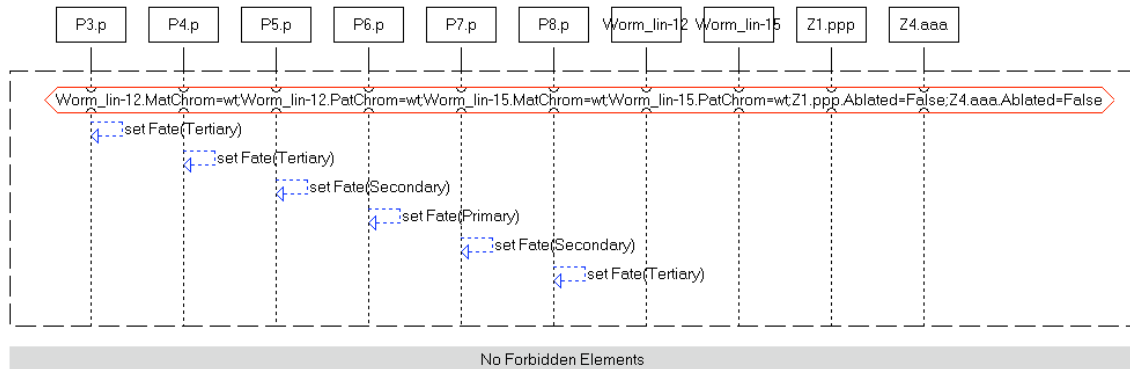 P3.p P4.p P5.p P6.p P7.p P8.p Worm_lin-12 Worm_lin-15 Z1.ppp Z4.aaa
Worm_lin-12.MatChrom=wt;Worm_lin-12.PatChrom=wt;Worm_lin-15.MatChrom=wt;Worm_lin-15.PatChrom=wt;Z1.ppp.Ablated=False;Z4.aaa.Ablated=False
set Fate(Tertiary)
set Fate(Tertiary)
set Fate(Secondary)
set Fate(Primary)
set Fate(Secondary)
set Fate(Tertiary)
No Forbidden Elements